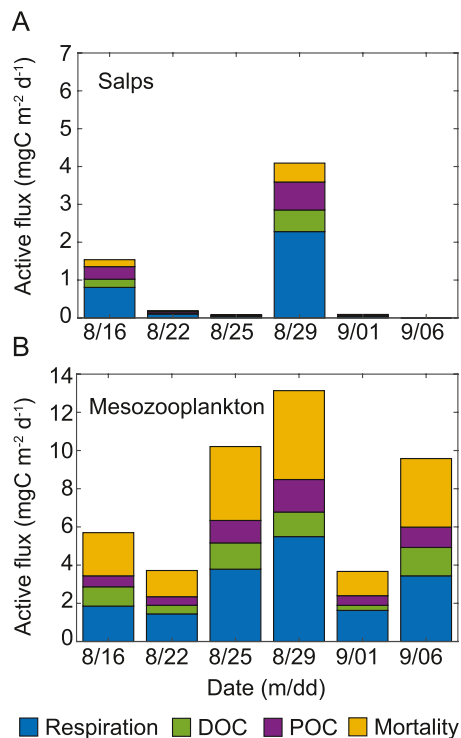 A
7
6
5
4
3
2
1
0
Active flux (mgC m-2 d-1)
Salps
8/16 8/22 8/25 8/29 9/01 9/06
B
14
12
10
8
6
4
2
0
Active flux (mgC m-2 d-1)
Mesozooplankton
8/16 8/22 8/25 8/29 9/01 9/06
Date (m/dd)
Respiration DOC POC Mortality